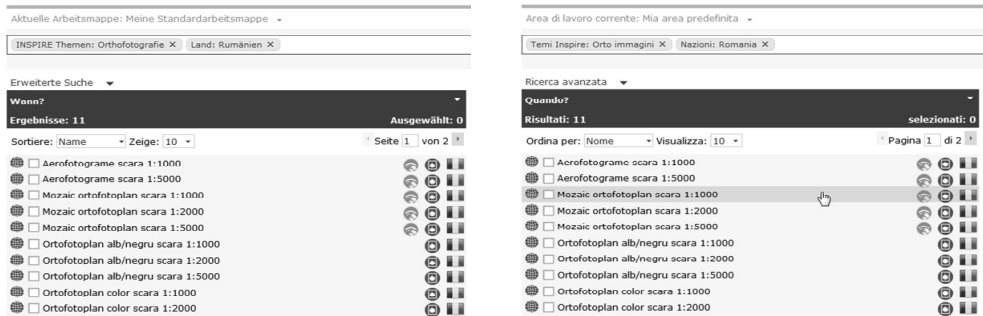 Aktuelle Arbeitsmappe: Meine Standardarbeitsmappe
INSPIRE Themen: Orthofotografie X Land: Rumänien X
Erweiterte Suche
Wann?
Ergebnisse: 11 Ausgewählt: 0
Sortiere: Name Zeige: 10 Seite 1 von 2
Aerofotograme scara 1:1000
Aerofotograme scara 1:5000
Mozaic ortofotoplan scara 1:1000
Mozaic ortofotoplan scara 1:2000
Mozaic ortofotoplan scara 1:5000
Ortofotoplan alb/negru scara 1:1000
Ortofotoplan alb/negru scara 1:2000
Ortofotoplan alb/negru scara 1:5000
Ortofotoplan color scara 1:1000
Ortofotoplan color scara 1:2000
Area di lavoro corrente: Mia area predefinita
Temi Inspire: Orto immagini X Nazioni: Romania X
Ricerca avanzata
Quando?
Risultati: 11 selezionati: 0
Ordina per: Nome Visualizza: 10 Pagina 1 di 2
Aerofotograme scara 1:1000
Aerofotograme scara 1:5000
Mozaic ortofotoplan scara 1:1000
Mozaic ortofotoplan scara 1:2000
Mozaic ortofotoplan scara 1:5000
Ortofotoplan alb/negru scara 1:1000
Ortofotoplan alb/negru scara 1:2000
Ortofotoplan alb/negru scara 1:5000
Ortofotoplan color scara 1:1000
Ortofotoplan color scara 1:2000